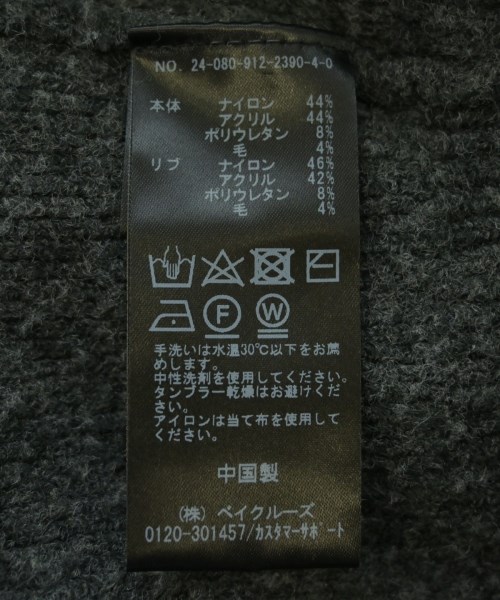 NO. 24-080-912-2390-4-0
本体 ナイロン 44%
アクリル 44%
ポリウレタン 8%
毛 4%
リブ ナイロン 46%
アクリル 42%
ポリウレタン 8%
毛 4%
F W
手洗いは水温30℃以下をお薦
めします。
中性洗剤を使用してください。
タンブラー乾燥はお避けくださ
い。
アイロンは当て布を使用して
ください。
中国製
(株) ベイクルーズ
0120-301457/カスタマーサポート